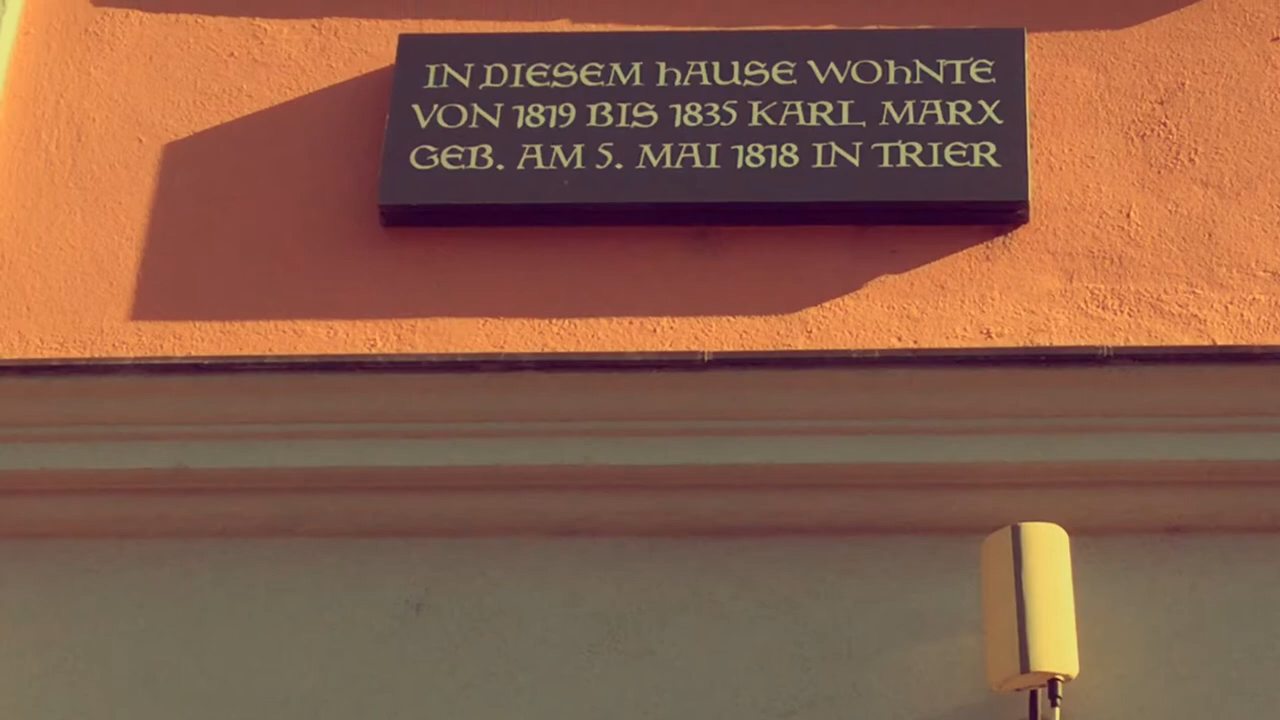 IN DIESEM hAUSE WOhNTE
VON 1819 BIS 1835 KARL MARX
GEB. AM 5. MAI 1818 IN TRIER